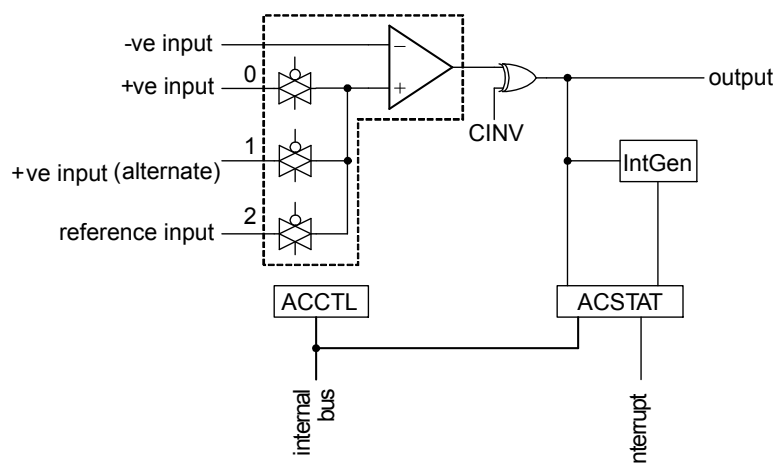 -ve input
−
0
+ve input
+
output
CINV
1
+ve input (alternate)
IntGen
2
reference input
ACCTL
ACSTAT
internal
bus
nterrupt